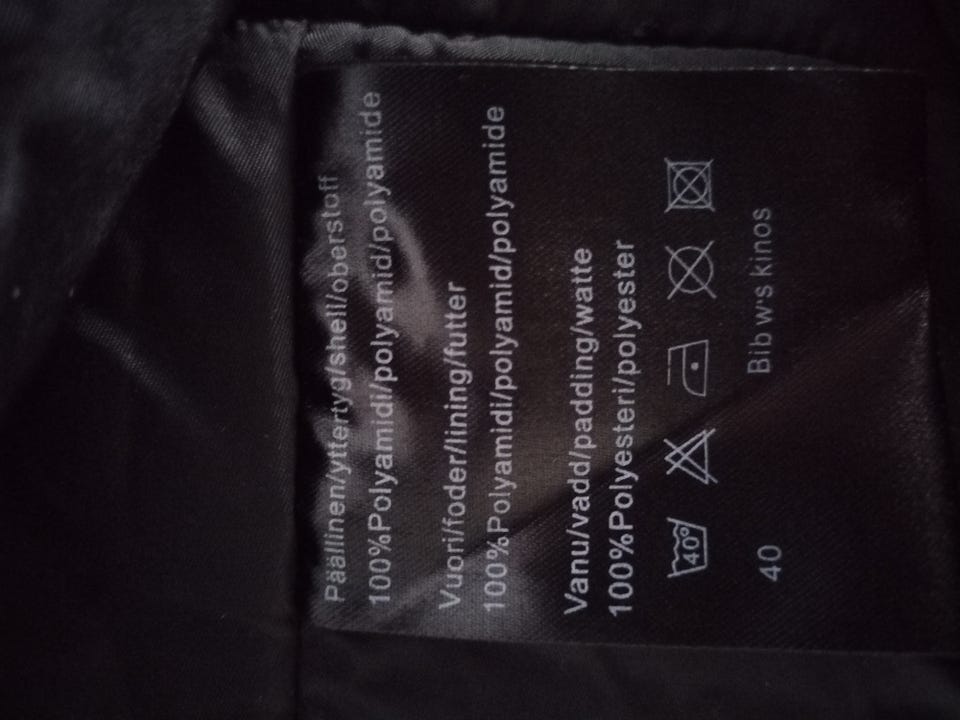 Päällinen/yttertyg/shell/oberstoff
100%Polyamidi/polyamid/polyamide
Vuori/foder/lining/futter
100%Polyamidi/polyamid/polyamide
Vanu/vadd/padding/watte
100%Polyesteri/polyester
40°
40 Bib w's kinos